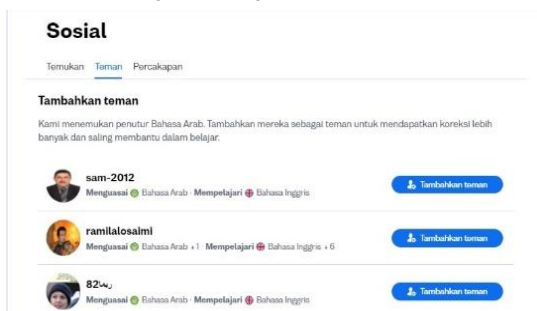 Sosial
Temukan Teman Percakapan
Tambahkan teman
Kami menemukan penutur Bahasa Arab. Tambahkan mereka sebagai teman untuk mendapatkan koreksi lebih
banyak dan saling membantu dalam belajar.
sam-2012
Menguasai Bahasa Arab · Mempelajari Bahasa Inggris
Tambahkan teman
ramilalosaimi
Menguasai Bahasa Arab + 1 · Mempelajari Bahasa Inggris + 6
Tambahkan teman
ريما82
Menguasai Bahasa Arab · Mempelajari Bahasa Inggris
Tambahkan teman